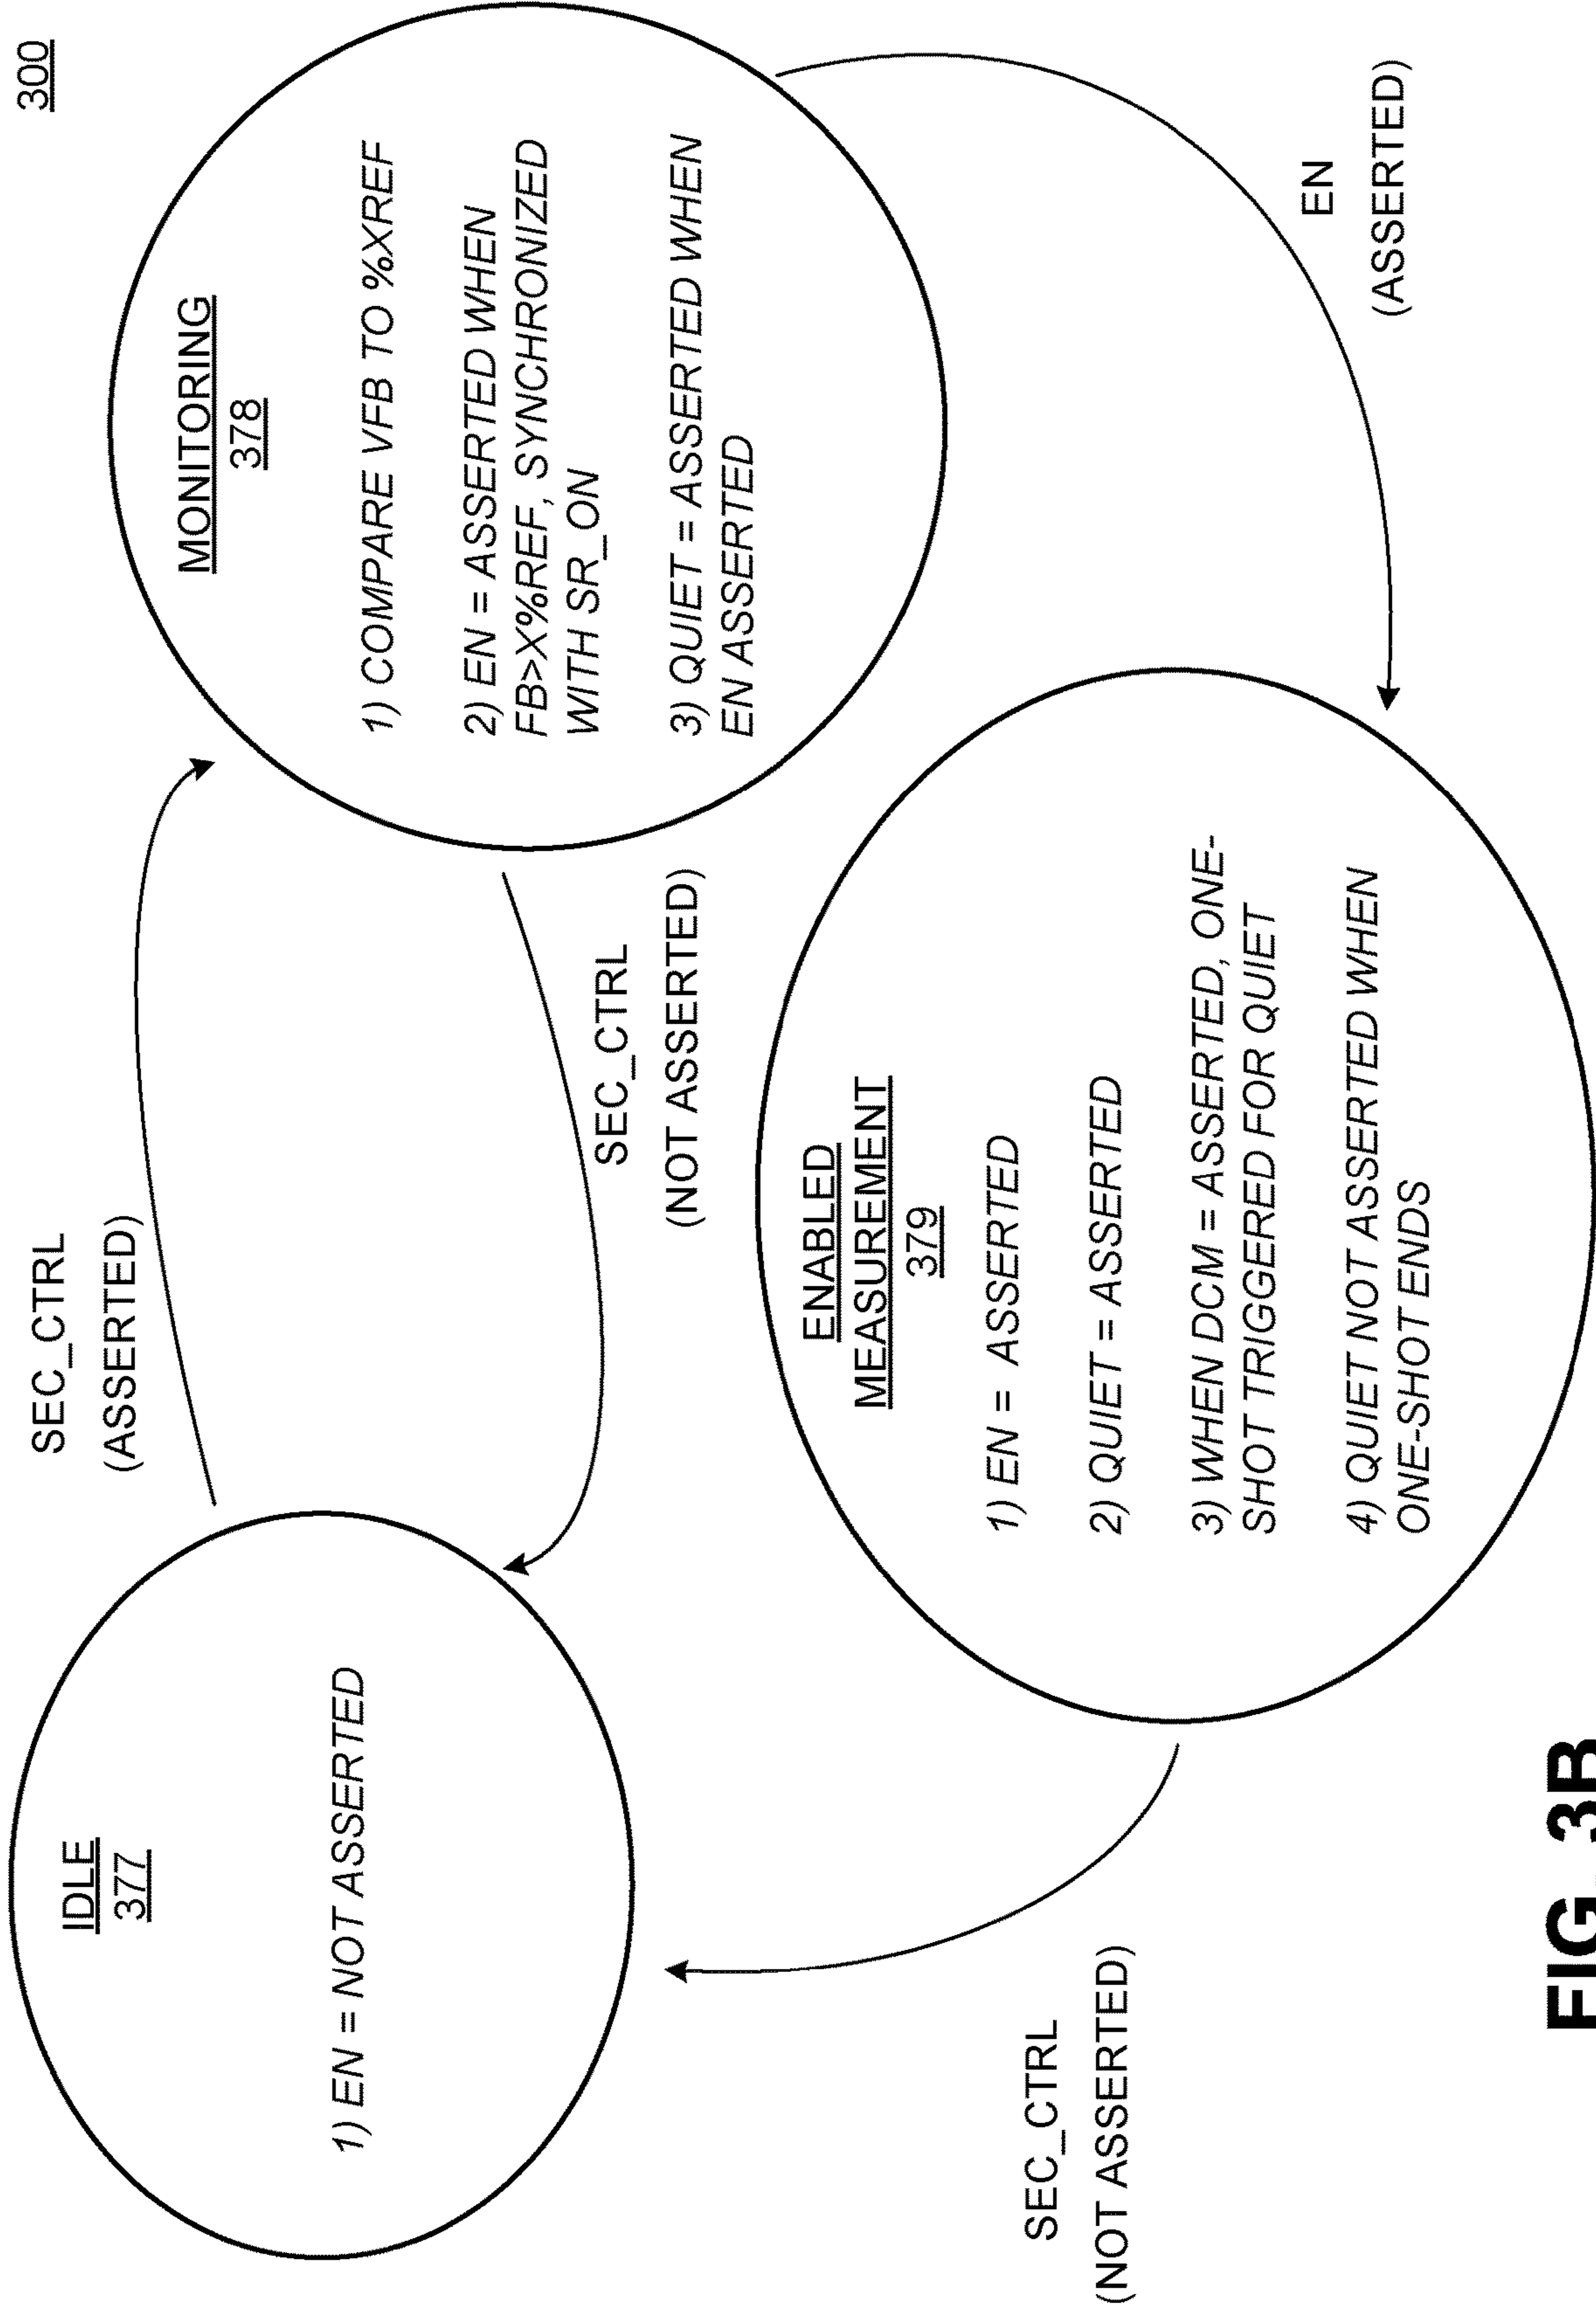 300
IDLE
377
1) EN = NOT ASSERTED
SEC_CTRL
(ASSERTED)
MONITORING
378
1) COMPARE VFB TO %XREF
2) EN = ASSERTED WHEN
FB>X%REF, SYNCHRONIZED
WITH SR_ON
3) QUIET = ASSERTED WHEN
EN ASSERTED
SEC_CTRL
(NOT ASSERTED)
ENABLED
MEASUREMENT
379
1) EN = ASSERTED
2) QUIET = ASSERTED
3) WHEN DCM = ASSERTED, ONE-
SHOT TRIGGERED FOR QUIET
4) QUIET NOT ASSERTED WHEN
ONE-SHOT ENDS
EN
(ASSERTED)
SEC_CTRL
(NOT ASSERTED)
FIG. 3B